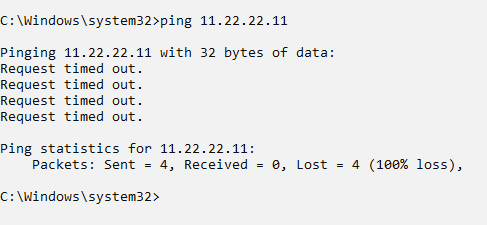 C:\Windows\system32>ping 11.22.22.11
Pinging 11.22.22.11 with 32 bytes of data:
Request timed out.
Request timed out.
Request timed out.
Request timed out.
Ping statistics for 11.22.22.11:
    Packets: Sent = 4, Received = 0, Lost = 4 (100% loss),
C:\Windows\system32>